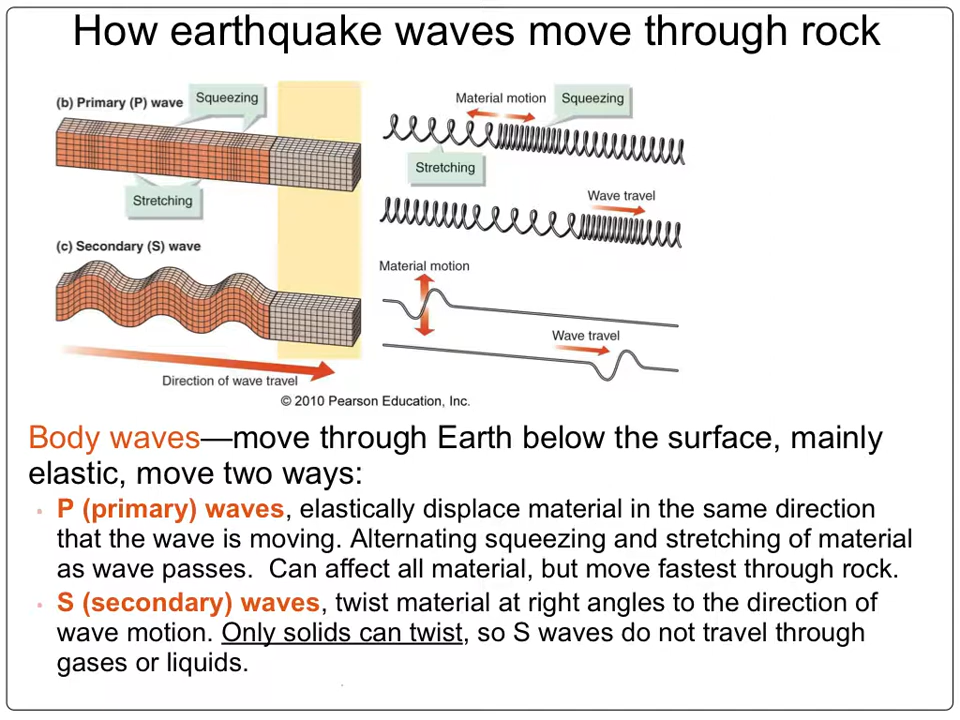 How earthquake waves move through rock
(b) Primary (P) wave
Squeezing
Stretching
Material motion
Squeezing
Stretching
Wave travel
(c) Secondary (S) wave
Material motion
Wave travel
Direction of wave travel
© 2010 Pearson Education, Inc.
Body waves—move through Earth below the surface, mainly
elastic, move two ways:
P (primary) waves, elastically displace material in the same direction
that the wave is moving. Alternating squeezing and stretching of material
as wave passes. Can affect all material, but move fastest through rock.
S (secondary) waves, twist material at right angles to the direction of
wave motion. Only solids can twist, so S waves do not travel through
gases or liquids.